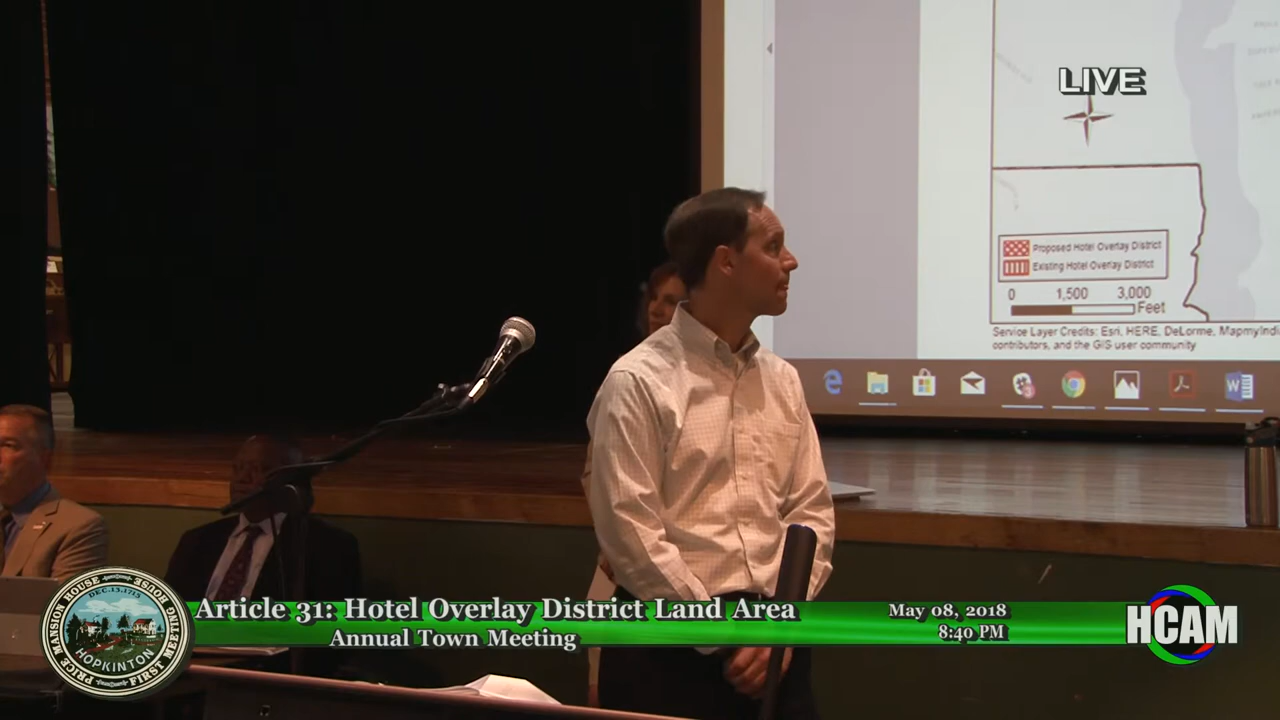 LIVE
Proposed Hotel Overlay District
Existing Hotel Overlay District
0 1,500 3,000
Feet
Service Layer Credits: Esri, HERE, DeLorme, MapmyInd
contributors, and the GIS user community
Article 31: Hotel Overlay District Land Area
Annual Town Meeting
May 08, 2018
8:40 PM
HCAM
PRICE MANSION HOUSE
FIRST MEETING HOUSE
DEC.13.1715
HOPKINTON